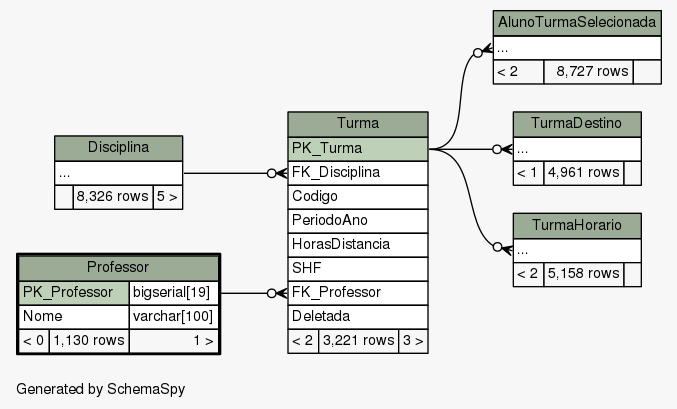 AlunoTurmaSelecionada
...
< 2 8,727 rows
Turma
PK_Turma
FK_Disciplina
Codigo
PeriodoAno
HorasDistancia
SHF
FK_Professor
Deletada
< 2 3,221 rows 3 >
TurmaDestino
...
< 1 4,961 rows
Disciplina
...
8,326 rows 5 >
TurmaHorario
...
< 2 5,158 rows
Professor
PK_Professor bigserial[19]
Nome varchar[100]
< 0 1,130 rows 1 >
Generated by SchemaSpy